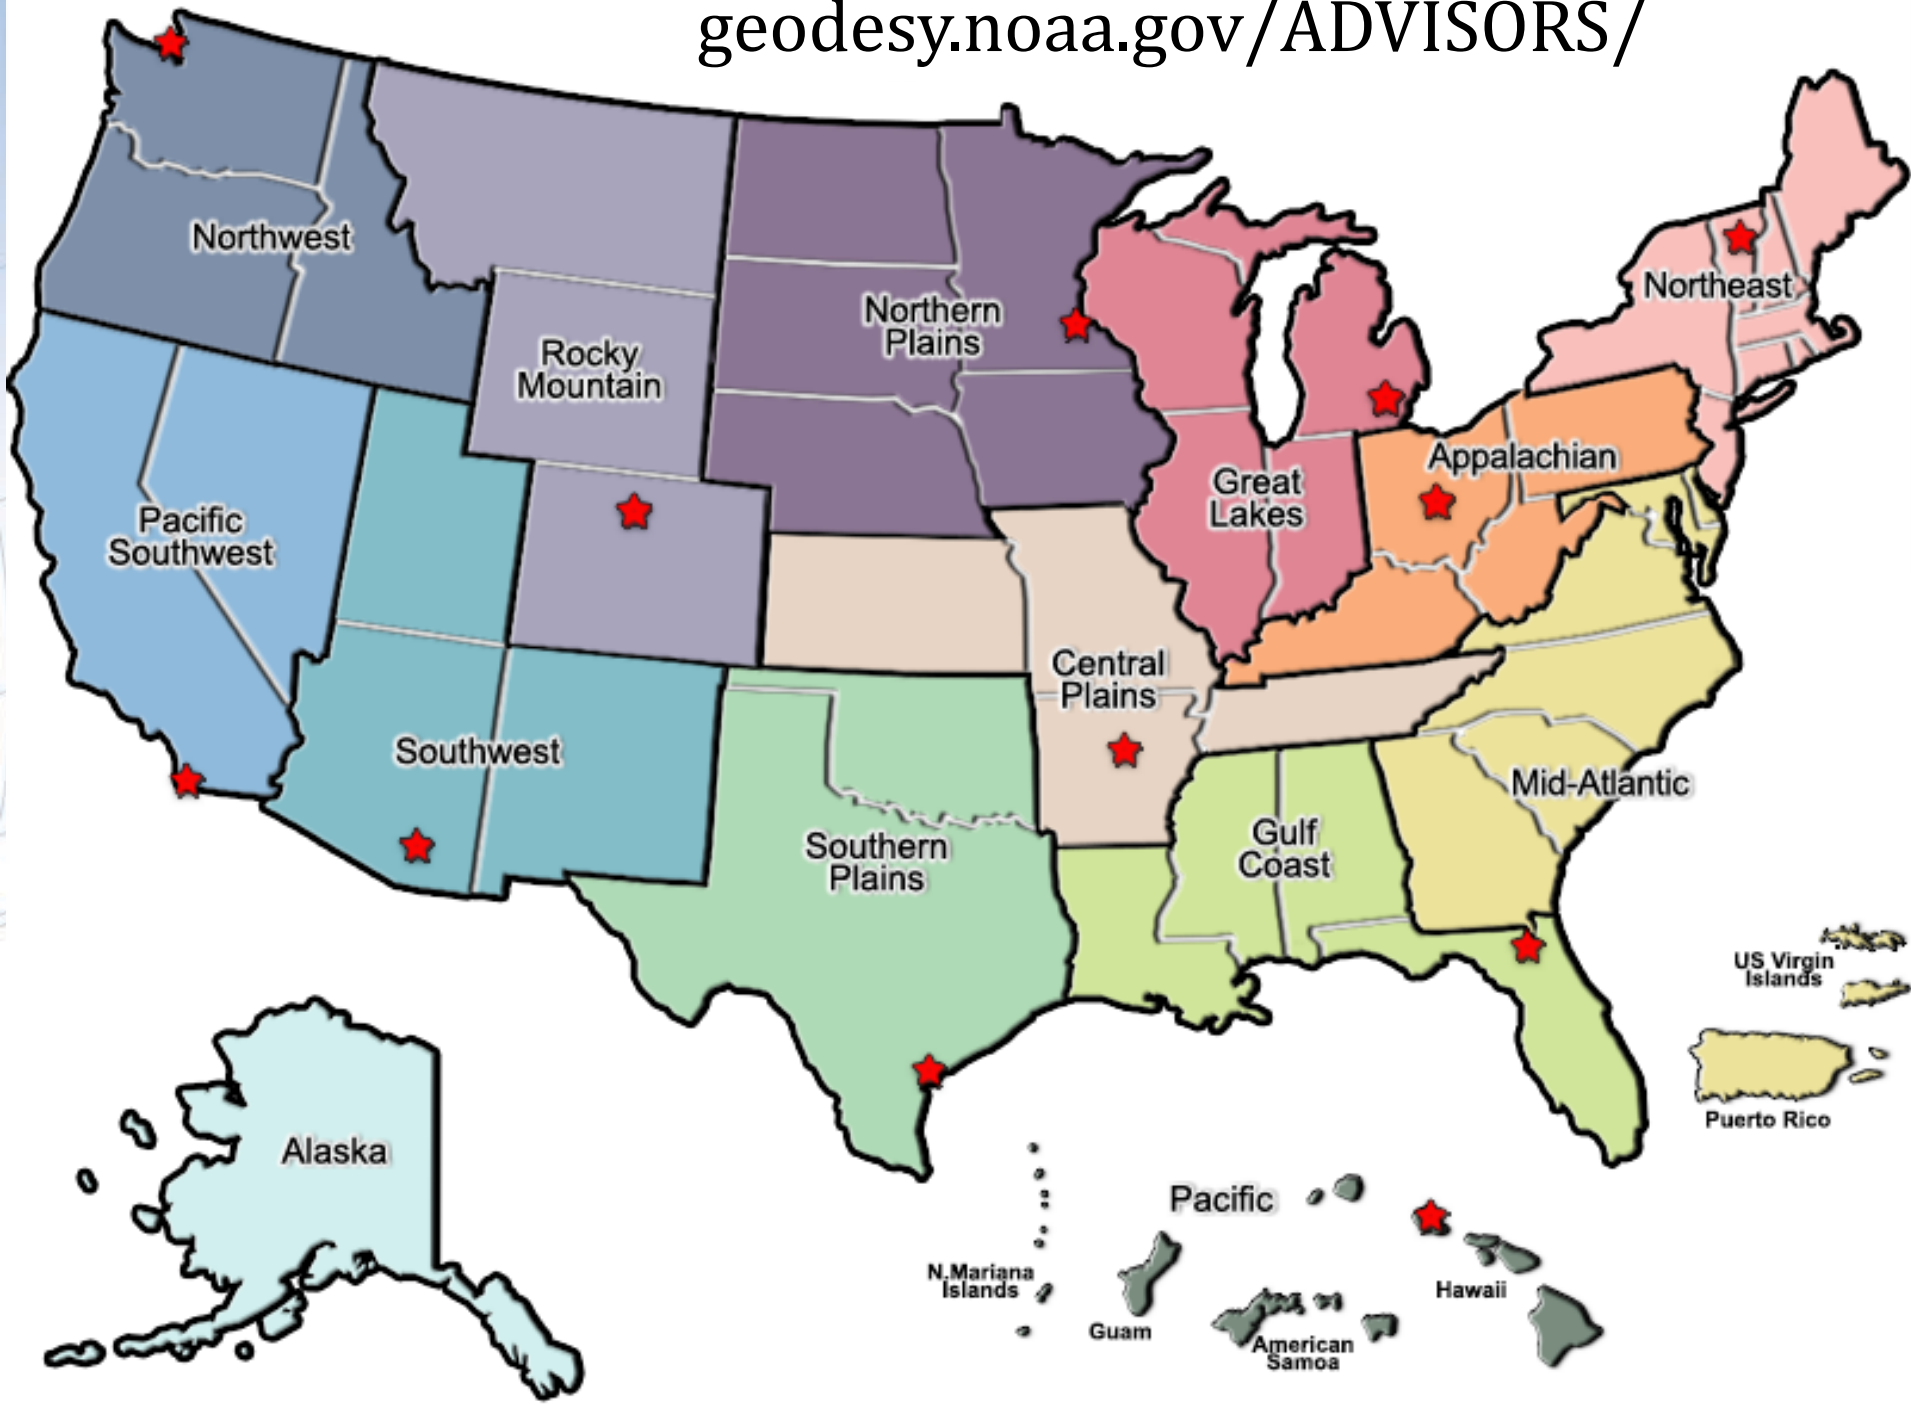 geodesy.noaa.gov/ADVISORS/
Northwest
Northeast
Northern
Plains
Rocky
Mountain
Appalachian
Great
Lakes
Pacific
Southwest
Central
Plains
Southwest
Mid-Atlantic
Gulf
Coast
Southern
Plains
US Virgin
Islands
Puerto Rico
Alaska
Pacific
N.Mariana
Islands
Hawaii
Guam
American
Samoa